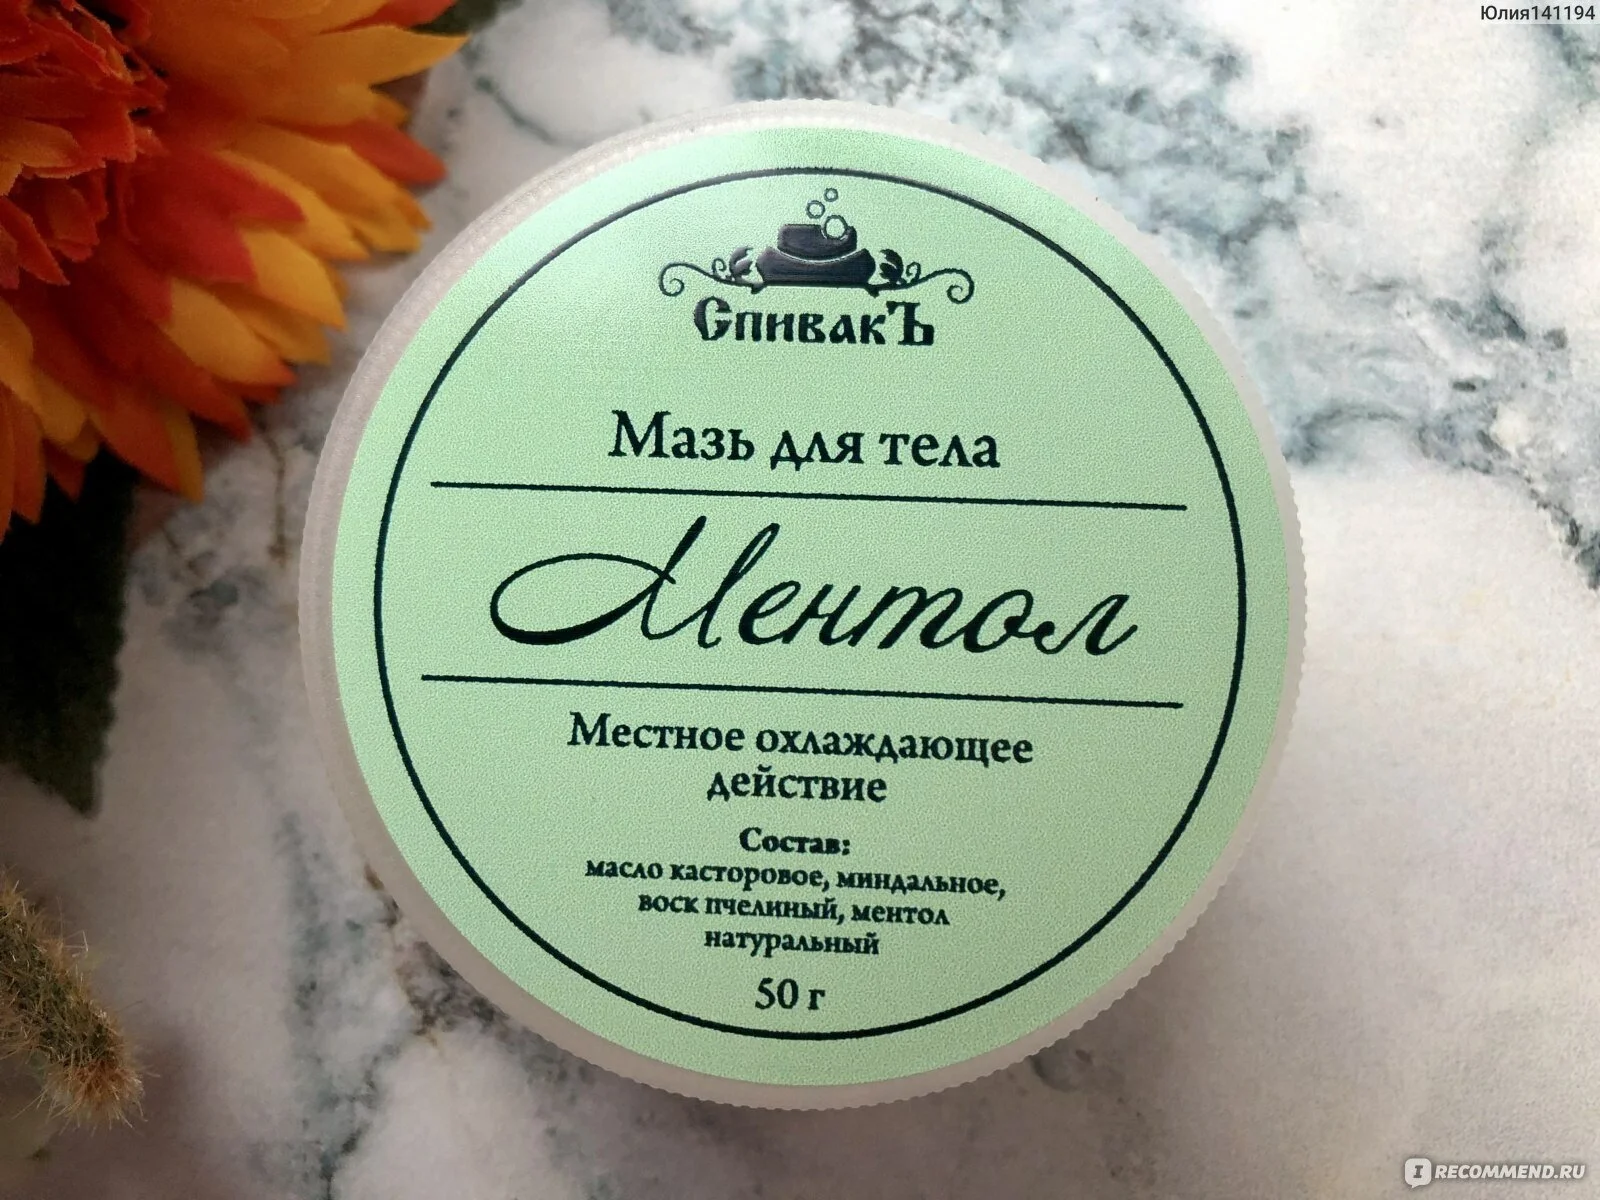 Юлия141194
СпивакЪ
Мазь для тела
Ментол
Местное охлаждающее
действие
Состав:
масло касторовое, миндальное,
воск пчелиный, ментол
натуральный
50 г
IRECOMMEND.RU